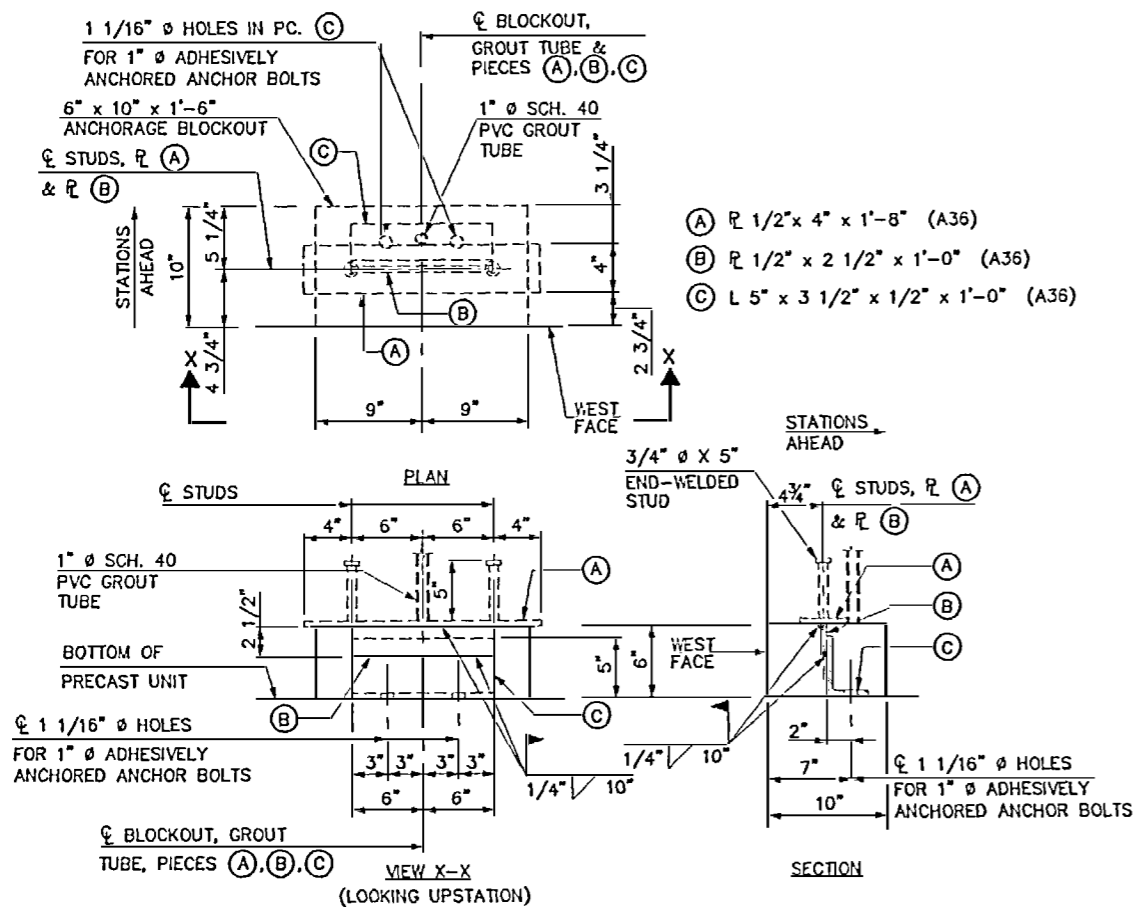 1 1/16" Ø HOLES IN PC. Ⓒ
FOR 1" Ø ADHESIVELY
ANCHORED ANCHOR BOLTS
℄ BLOCKOUT,
GROUT TUBE &
PIECES Ⓐ,Ⓑ,Ⓒ
6" x 10" x 1'-6"
ANCHORAGE BLOCKOUT
1" Ø SCH. 40
PVC GROUT
TUBE
℄ STUDS, ⅊ Ⓐ
& ⅊ Ⓑ
Ⓒ
3 1/4"
4"
2 3/4"
STATIONS
AHEAD
10"
5 1/4"
4 3/4"
Ⓑ
Ⓐ
X
X
9"
9"
WEST
FACE
PLAN
Ⓐ ⅊ 1/2"x 4" x 1'-8" (A36)
Ⓑ ⅊ 1/2" x 2 1/2" x 1'-0" (A36)
Ⓒ L 5" x 3 1/2" x 1/2" x 1'-0" (A36)
℄ STUDS
4"
6"
6"
4"
1" Ø SCH. 40
PVC GROUT
TUBE
5"
Ⓐ
2 1/2"
BOTTOM OF
PRECAST UNIT
5"
6"
Ⓑ
Ⓒ
℄ 1 1/16" Ø HOLES
FOR 1" Ø ADHESIVELY
ANCHORED ANCHOR BOLTS
3"
3"
3"
3"
6"
6"
1/4"
10"
℄ BLOCKOUT, GROUT
TUBE, PIECES Ⓐ,Ⓑ,Ⓒ
VIEW X-X
(LOOKING UPSTATION)
STATIONS
AHEAD
3/4" Ø X 5"
END-WELDED
STUD
4¾"
℄ STUDS, ⅊ Ⓐ
& ⅊ Ⓑ
Ⓐ
Ⓑ
Ⓒ
WEST
FACE
1/4"
10"
2"
7"
10"
℄ 1 1/16" Ø HOLES
FOR 1" Ø ADHESIVELY
ANCHORED ANCHOR BOLTS
SECTION